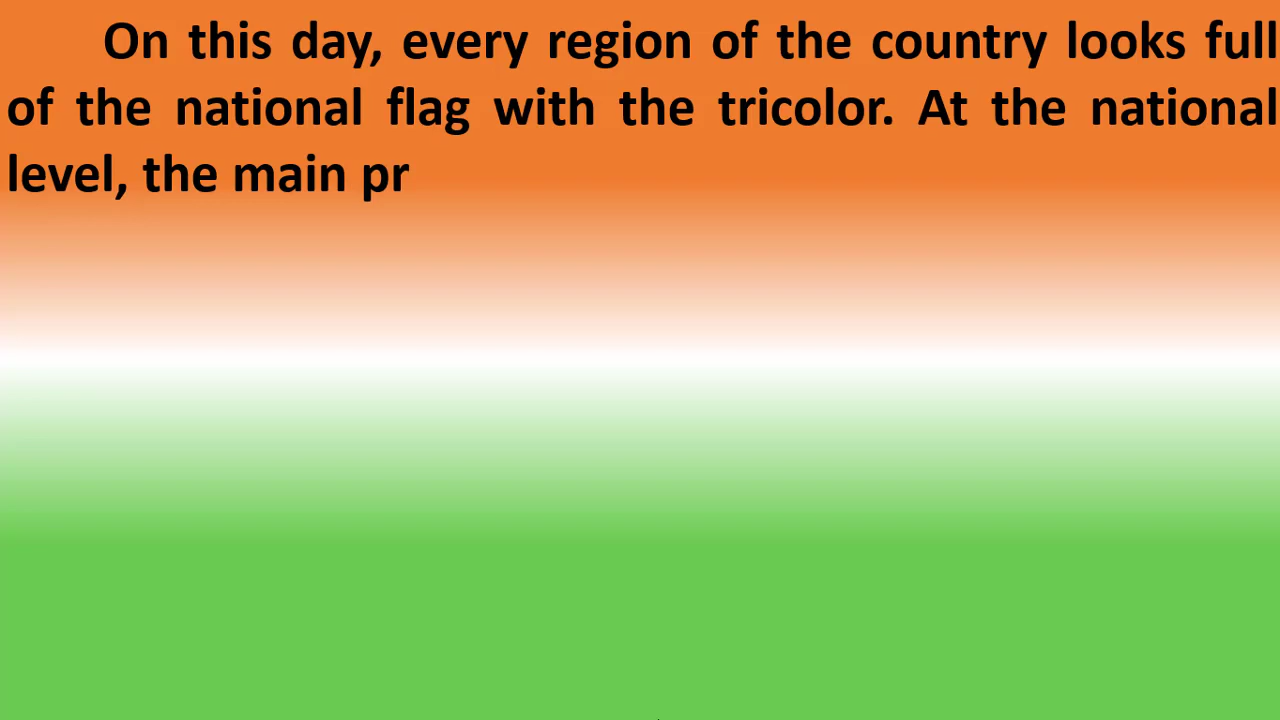 On this day, every region of the country looks full
of the national flag with the tricolor. At the national
level, the main pr